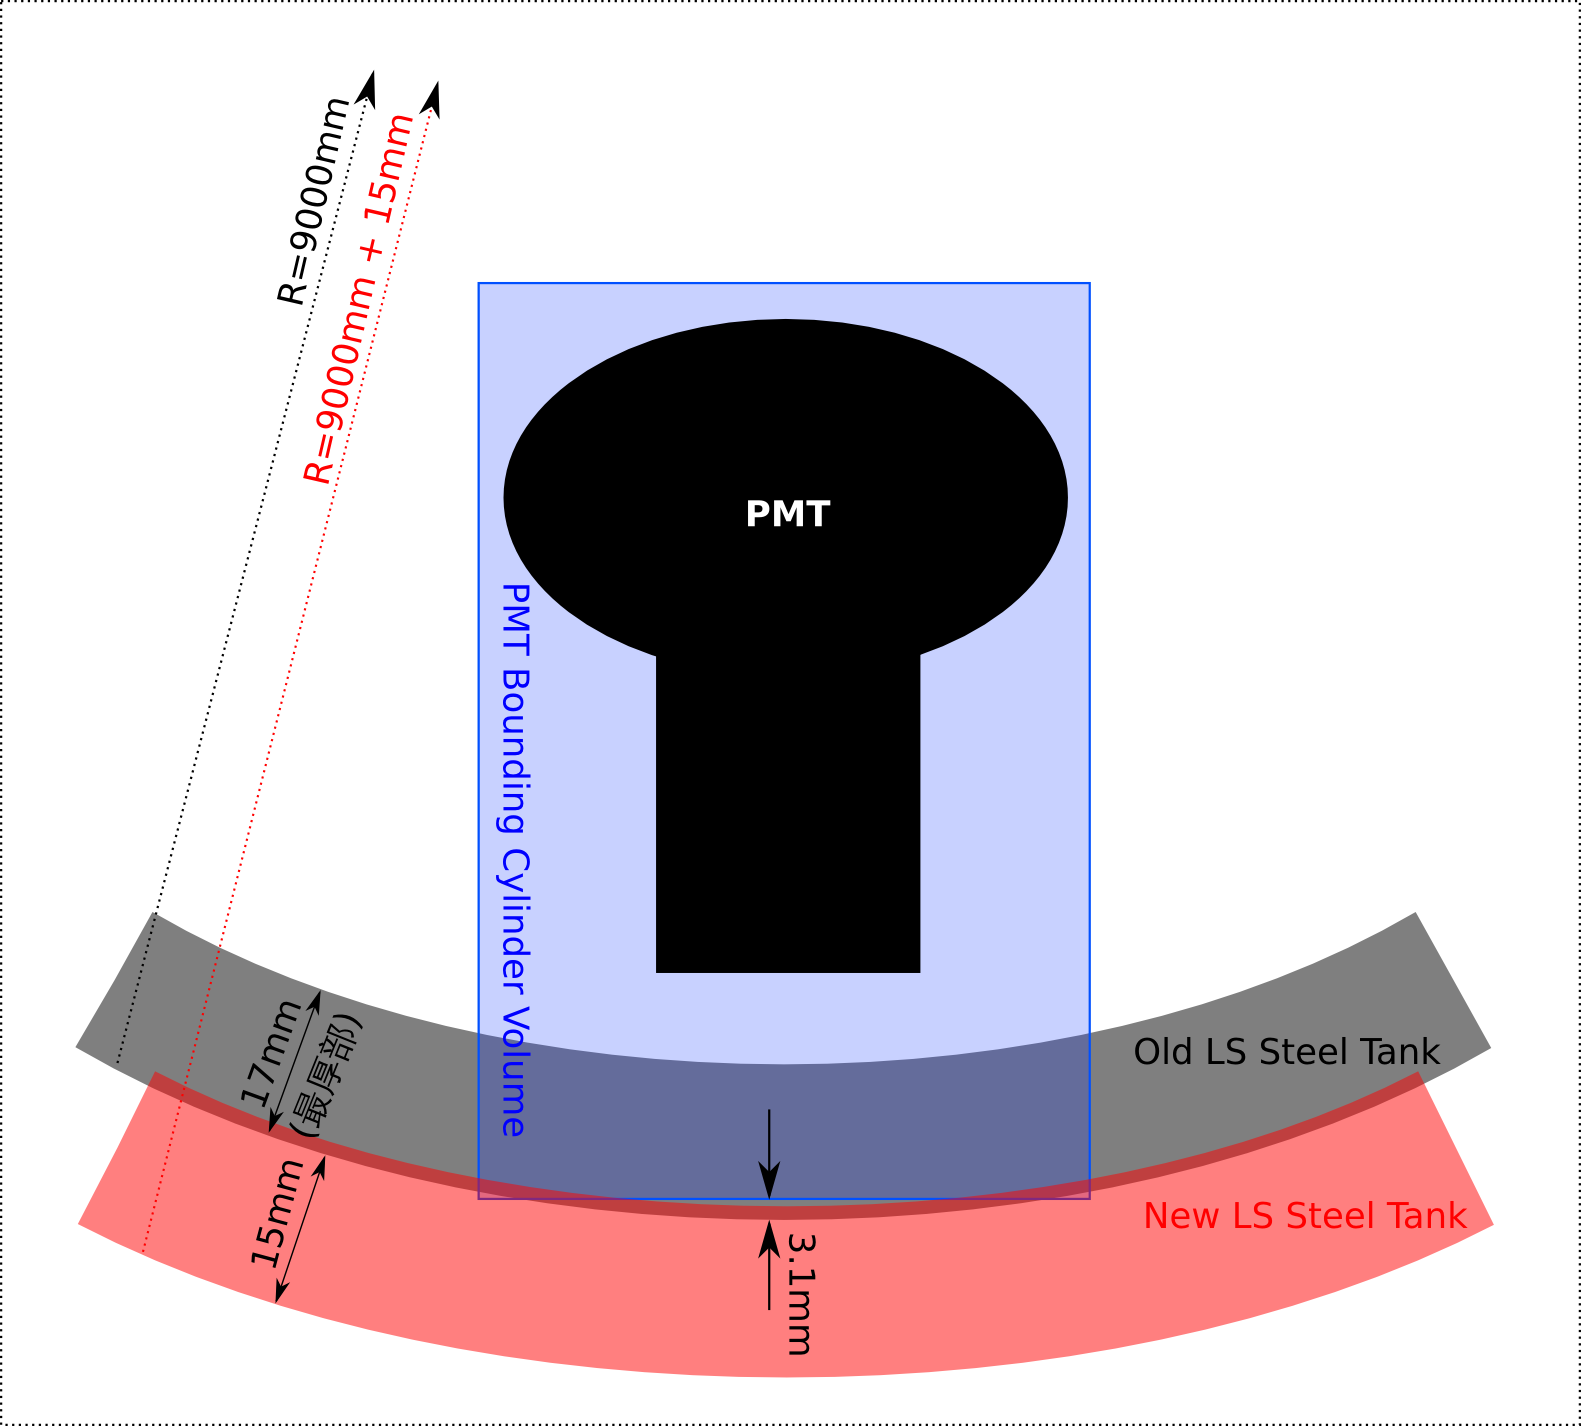 R=9000mm
R=9000mm + 15mm
PMT
PMT Bounding Cylinder Volume
17mm
(最厚部)
Old LS Steel Tank
15mm
New LS Steel Tank
3.1mm